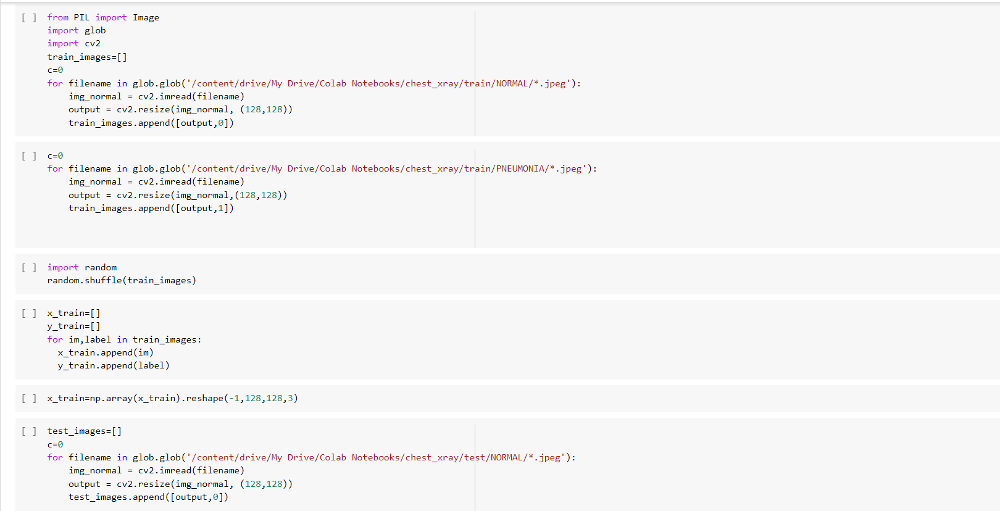 [ ] from PIL import Image
import glob
import cv2
train_images=[]
c=0
for filename in glob.glob('/content/drive/My Drive/Colab Notebooks/chest_xray/train/NORMAL/*.jpeg'):
    img_normal = cv2.imread(filename)
    output = cv2.resize(img_normal, (128,128))
    train_images.append([output,0])
[ ] c=0
for filename in glob.glob('/content/drive/My Drive/Colab Notebooks/chest_xray/train/PNEUMONIA/*.jpeg'):
    img_normal = cv2.imread(filename)
    output = cv2.resize(img_normal,(128,128))
    train_images.append([output,1])
[ ] import random
random.shuffle(train_images)
[ ] x_train=[]
y_train=[]
for im,label in train_images:
  x_train.append(im)
  y_train.append(label)
[ ] x_train=np.array(x_train).reshape(-1,128,128,3)
[ ] test_images=[]
c=0
for filename in glob.glob('/content/drive/My Drive/Colab Notebooks/chest_xray/test/NORMAL/*.jpeg'):
    img_normal = cv2.imread(filename)
    output = cv2.resize(img_normal, (128,128))
    test_images.append([output,0])